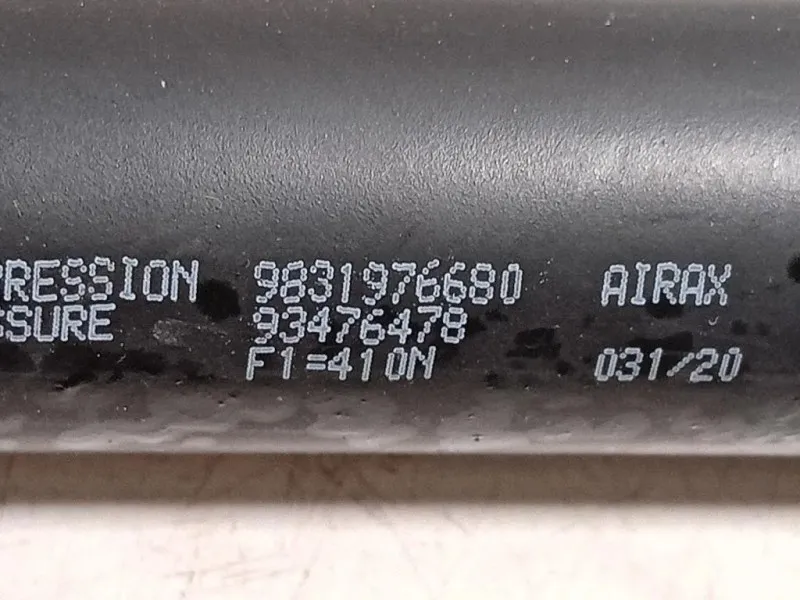 PRESSION 9831976680 AIRAX
SSURE 93476478
F1=410N 031/20